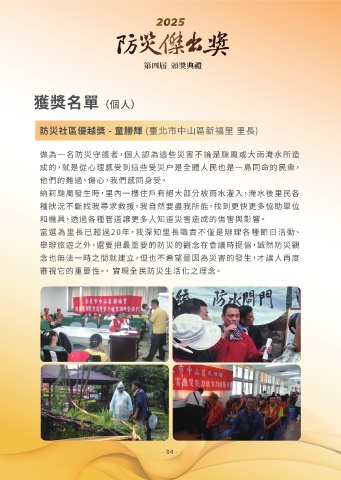 2025
防災傑出獎
第四屆 頒獎典禮
獲獎名單（個人）
防災社區優越獎 - 童勝輝 (臺北市中山區新福里 里長)
做為一名防災守護者，個人認為這些災害不論是颱風或大雨淹水所造
成的，就是從心理感受到這些受災戶是全體人民也是一島同命的民眾，
他們的難過、傷心，我們感同身受。
納莉颱風發生時，里內一樓住戶有絕大部分被雨水灌入，淹水後里民各
種狀況不斷找我尋求救援，我自然要盡我所能，找到更快更多協助單位
和機具，透過各種管道讓更多人知道災害造成的傷害與影響。
當選為里長已超過20年，我深知里長職責不僅是辦理各種節日活動、
舉辦旅遊之外，還要把最重要的防災的觀念在會議時提倡，誠然防災觀
念也無法一時之間就建立，但也不希望是因為災害的發生，才讓人再度
審視它的重要性。，實現全民防災生活化之理念。
防水閘門
- 04 -